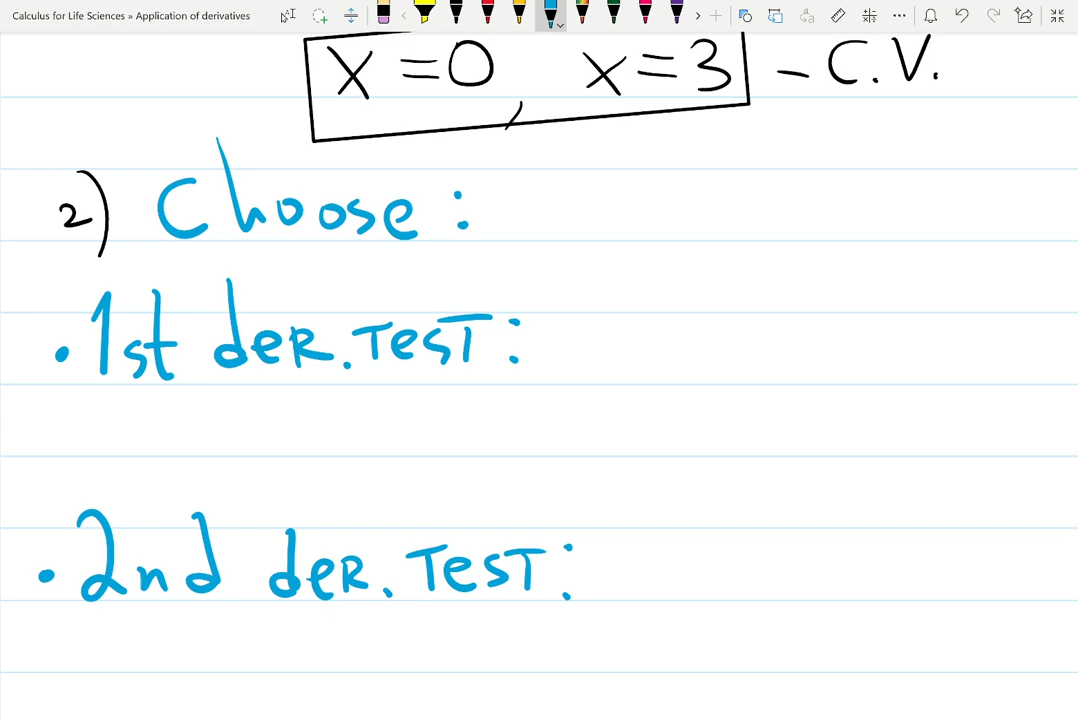 Calculus for Life Sciences » Application of derivatives
x=0, x=3 - C.V.
2) Choose:
• 1st der. test:
• 2nd der. test: